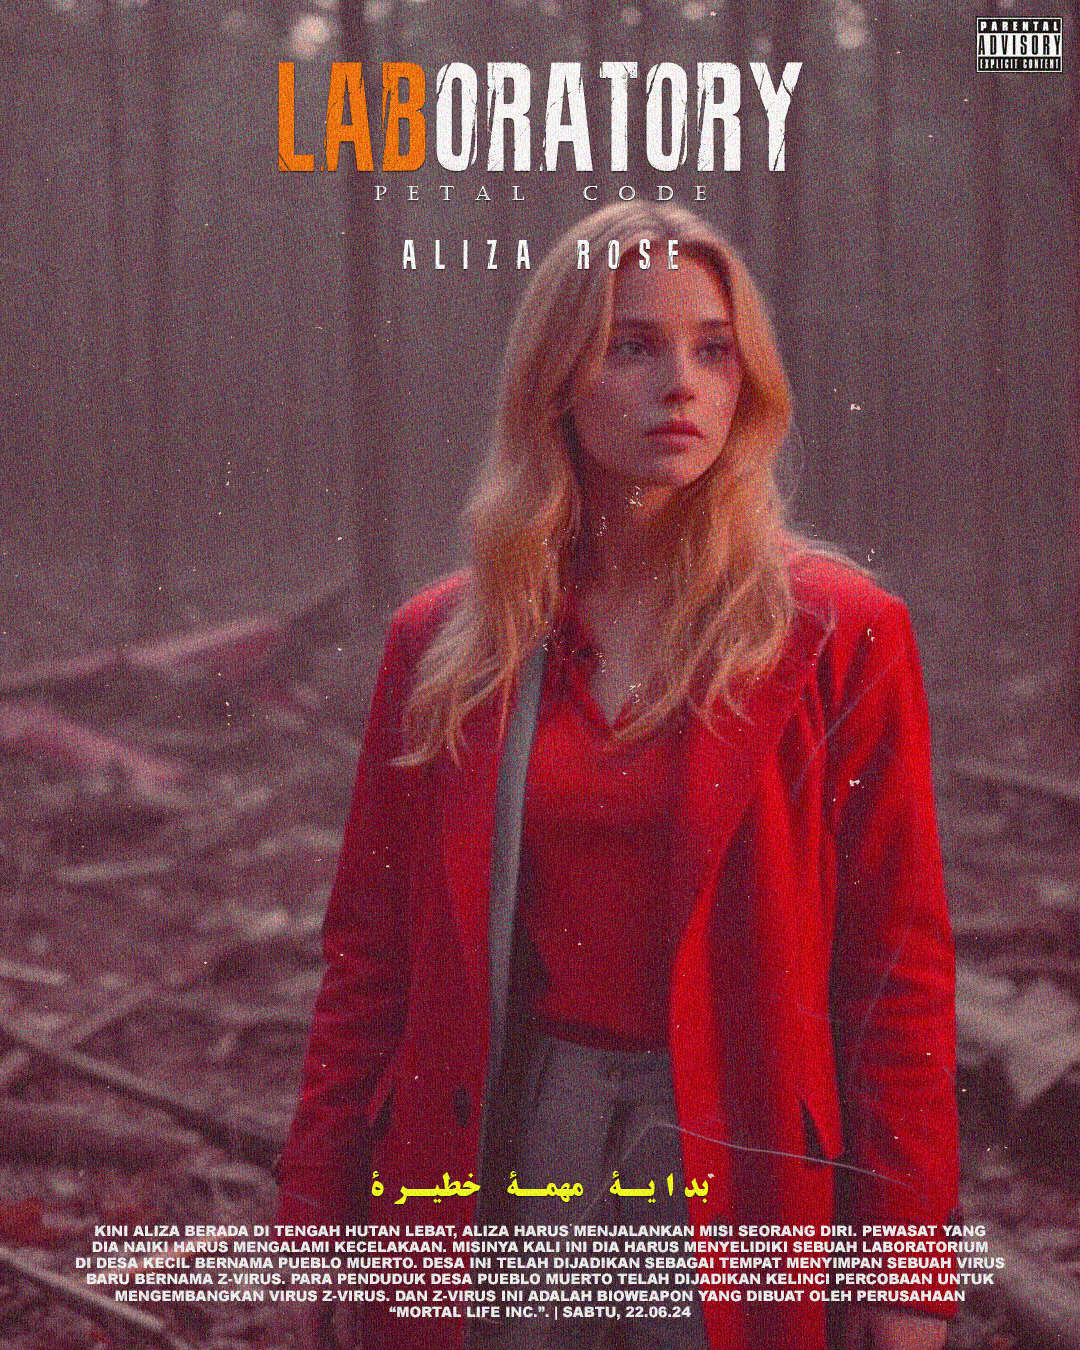 PARENTAL
ADVISORY
EXPLICIT CONTENT
LABORATORY
PETAL CODE
ALIZA ROSE
بداية مهمة خطيرة
KINI ALIZA BERADA DI TENGAH HUTAN LEBAT, ALIZA HARUS MENJALANKAN MISI SEORANG DIRI. PEWASAT YANG
DIA NAIKI HARUS MENGALAMI KECELAKAAN. MISINYA KALI INI DIA HARUS MENYELIDIKI SEBUAH LABORATORIUM
DI DESA KECIL BERNAMA PUEBLO MUERTO. DESA INI TELAH DIJADIKAN SEBAGAI TEMPAT MENYIMPAN SEBUAH VIRUS
BARU BERNAMA Z-VIRUS. PARA PENDUDUK DESA PUEBLO MUERTO TELAH DIJADIKAN KELINCI PERCOBAAN UNTUK
MENGEMBANGKAN VIRUS Z-VIRUS. DAN Z-VIRUS INI ADALAH BIOWEAPON YANG DIBUAT OLEH PERUSAHAAN
“MORTAL LIFE INC.”. | SABTU, 22.06.24